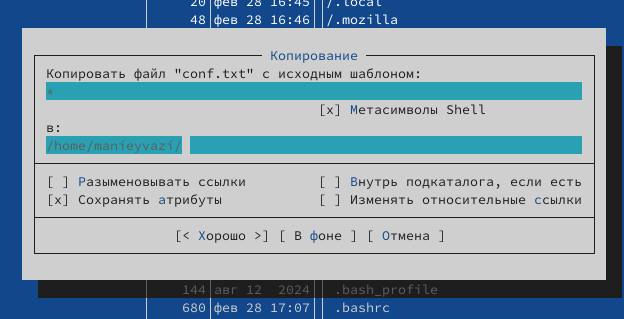 20 фев 28 16:45 /.local
48 фев 28 16:46 /.mozilla
Копирование
Копировать файл "conf.txt" с исходным шаблоном:
*
[x] Метасимволы Shell
в:
/home/manieyvazi/
[ ] Разыменовывать ссылки [ ] Внутрь подкаталога, если есть
[x] Сохранять атрибуты [ ] Изменять относительные ссылки
[< Хорошо >] [ В фоне ] [ Отмена ]
144 авг 12 2024 .bash_profile
680 фев 28 17:07 .bashrc